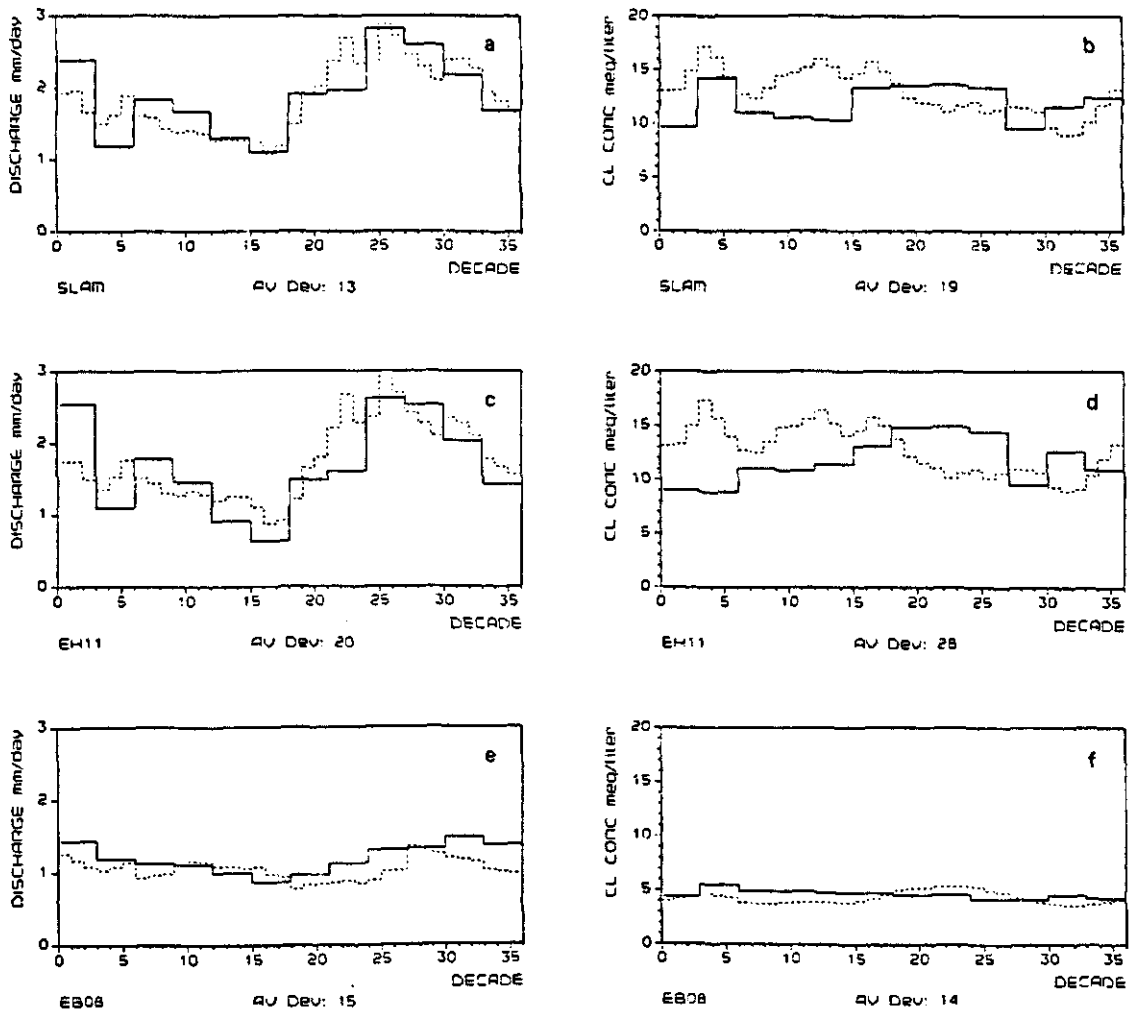 a
DISCHARGE mm/day
3
2
1
0
0 5 10 15 20 25 30 35
DECADE
SLAM AV Dev: 13
b
CL CONC meq/liter
20
15
10
5
0
0 5 10 15 20 25 30 35
DECADE
SLAM AV Dev: 19
c
DISCHARGE mm/day
3
2
1
0
0 5 10 15 20 25 30 35
DECADE
EH11 AV Dev: 20
d
CL CONC meq/liter
20
15
10
5
0
0 5 10 15 20 25 30 35
DECADE
EH11 AV Dev: 28
e
DISCHARGE mm/day
3
2
1
0
0 5 10 15 20 25 30 35
DECADE
EB08 AV Dev: 15
f
CL CONC meq/liter
20
15
10
5
0
0 5 10 15 20 25 30 35
DECADE
EB08 AV Dev: 14